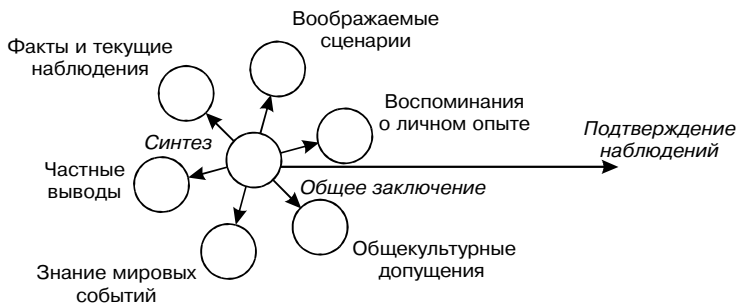 Воображаемые
сценарии
Факты и текущие
наблюдения
Воспоминания
о личном опыте
Подтверждение
наблюдений
Синтез
Частные
выводы
Общее заключение
Общекультурные
допущения
Знание мировых
событий